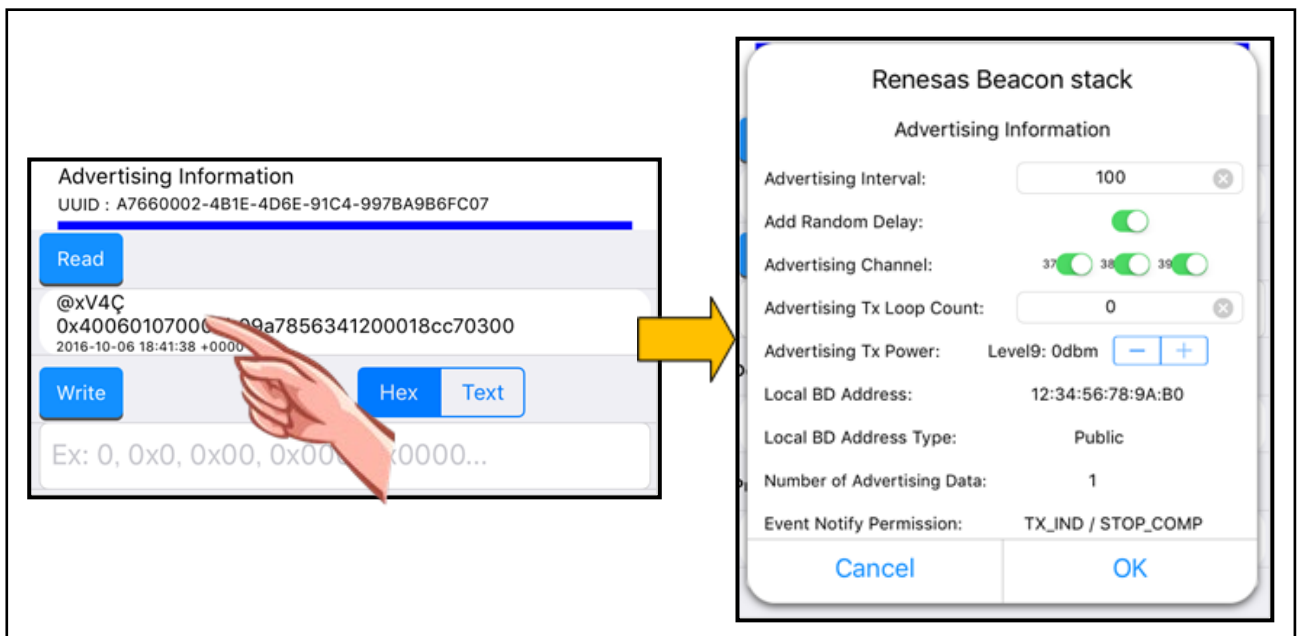 Advertising Information
UUID : A7660002-4B1E-4D6E-91C4-997BA9B6FC07
Read
@xV4Ç
2016-10-06 18:41:38 +0000
Write
Hex Text
Ex: 0, 0x0, 0x00,
Renesas Beacon stack
Advertising Information
Advertising Interval: 100
Add Random Delay:
Advertising Channel: 37 38 39
Advertising Tx Loop Count: 0
Advertising Tx Power: Level9: 0dbm − +
Local BD Address: 12:34:56:78:9A:B0
Local BD Address Type: Public
Number of Advertising Data: 1
Event Notify Permission: TX_IND / STOP_COMP
Cancel OK